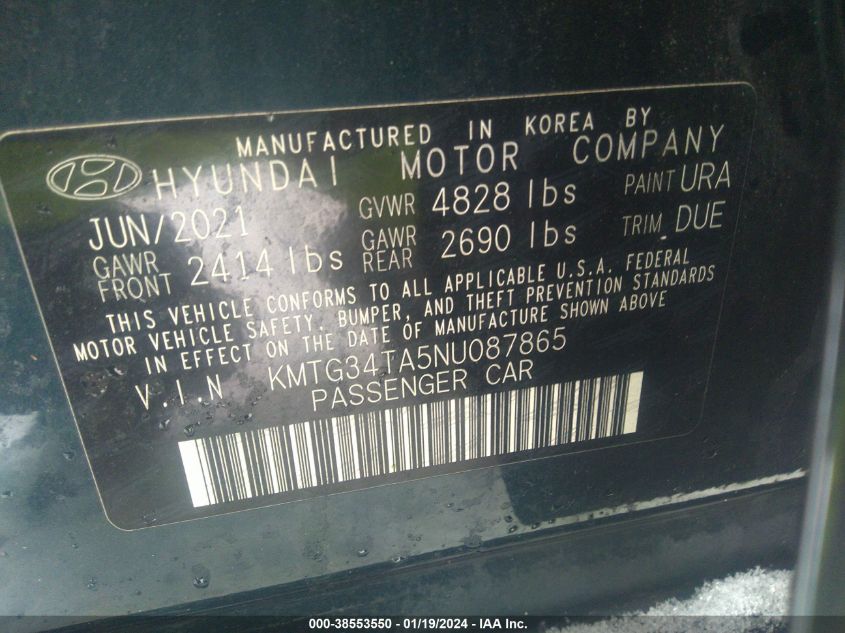 MANUFACTURED IN KOREA BY
HYUNDAI MOTOR COMPANY
JUN/2021 GVWR 4828 lbs PAINT URA
GAWR FRONT 2414 lbs GAWR REAR 2690 lbs TRIM DUE
THIS VEHICLE CONFORMS TO ALL APPLICABLE U.S.A. FEDERAL
MOTOR VEHICLE SAFETY, BUMPER, AND THEFT PREVENTION STANDARDS
IN EFFECT ON THE DATE OF MANUFACTURE SHOWN ABOVE
V.I.N KMTG34TA5NU087865
PASSENGER CAR
000-38553550 - 01/19/2024 - IAA Inc.